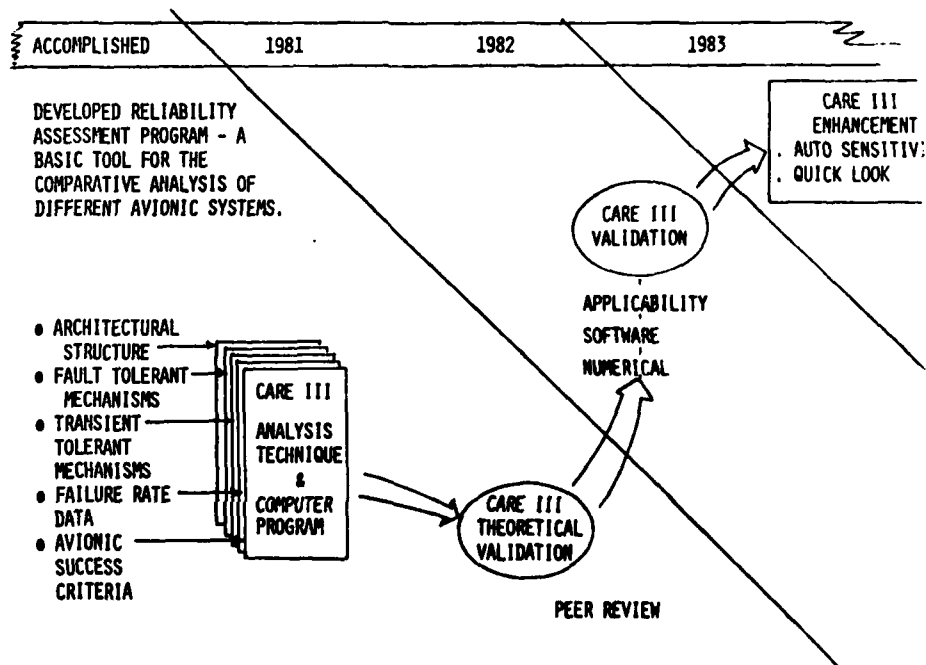 ACCOMPLISHED 1981 1982 1983
DEVELOPED RELIABILITY
ASSESSMENT PROGRAM - A
BASIC TOOL FOR THE
COMPARATIVE ANALYSIS OF
DIFFERENT AVIONIC SYSTEMS.
CARE III
ENHANCEMENT
. AUTO SENSITIV
. QUICK LOOK
CARE III
VALIDATION
APPLICABILITY
SOFTWARE
NUMERICAL
• ARCHITECTURAL
STRUCTURE
• FAULT TOLERANT
MECHANISMS
• TRANSIENT
TOLERANT
MECHANISMS
• FAILURE RATE
DATA
• AVIONIC
SUCCESS
CRITERIA
CARE III
ANALYSIS
TECHNIQUE
&
COMPUTER
PROGRAM
CARE III
THEORETICAL
VALIDATION
PEER REVIEW